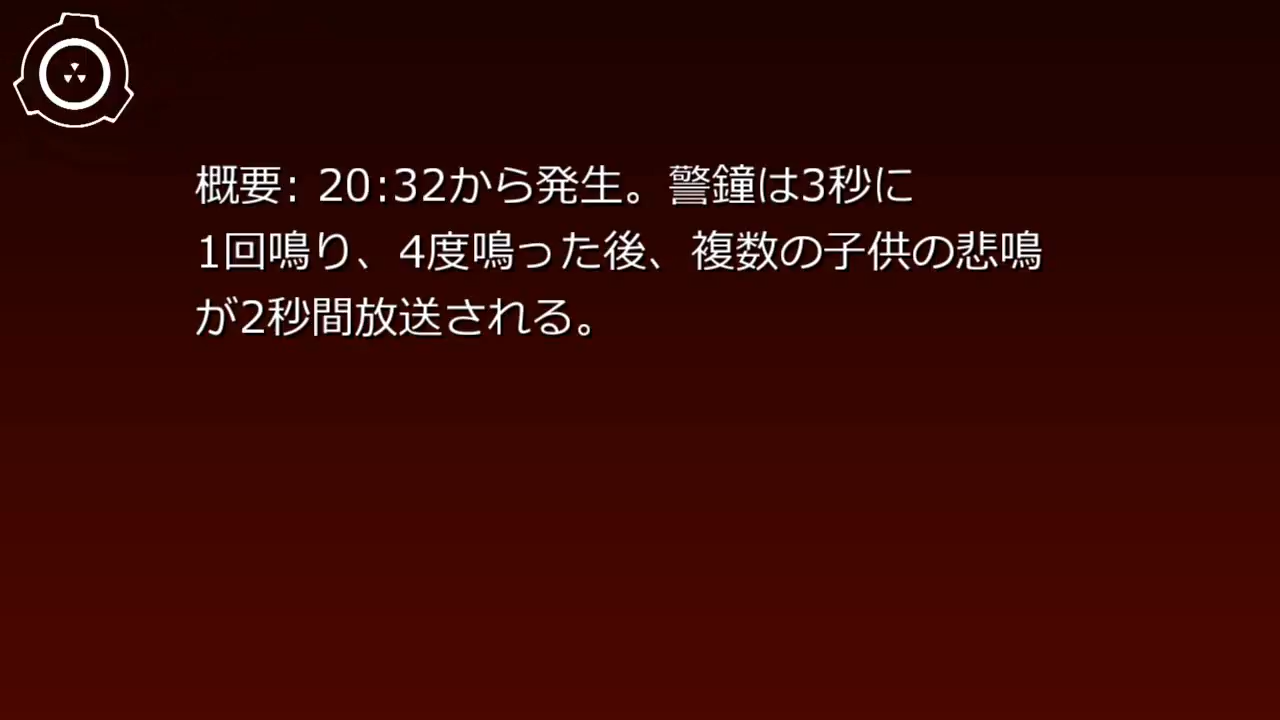 概要: 20:32から発生。警鐘は3秒に
1回鳴り、4度鳴った後、複数の子供の悲鳴
が2秒間放送される。